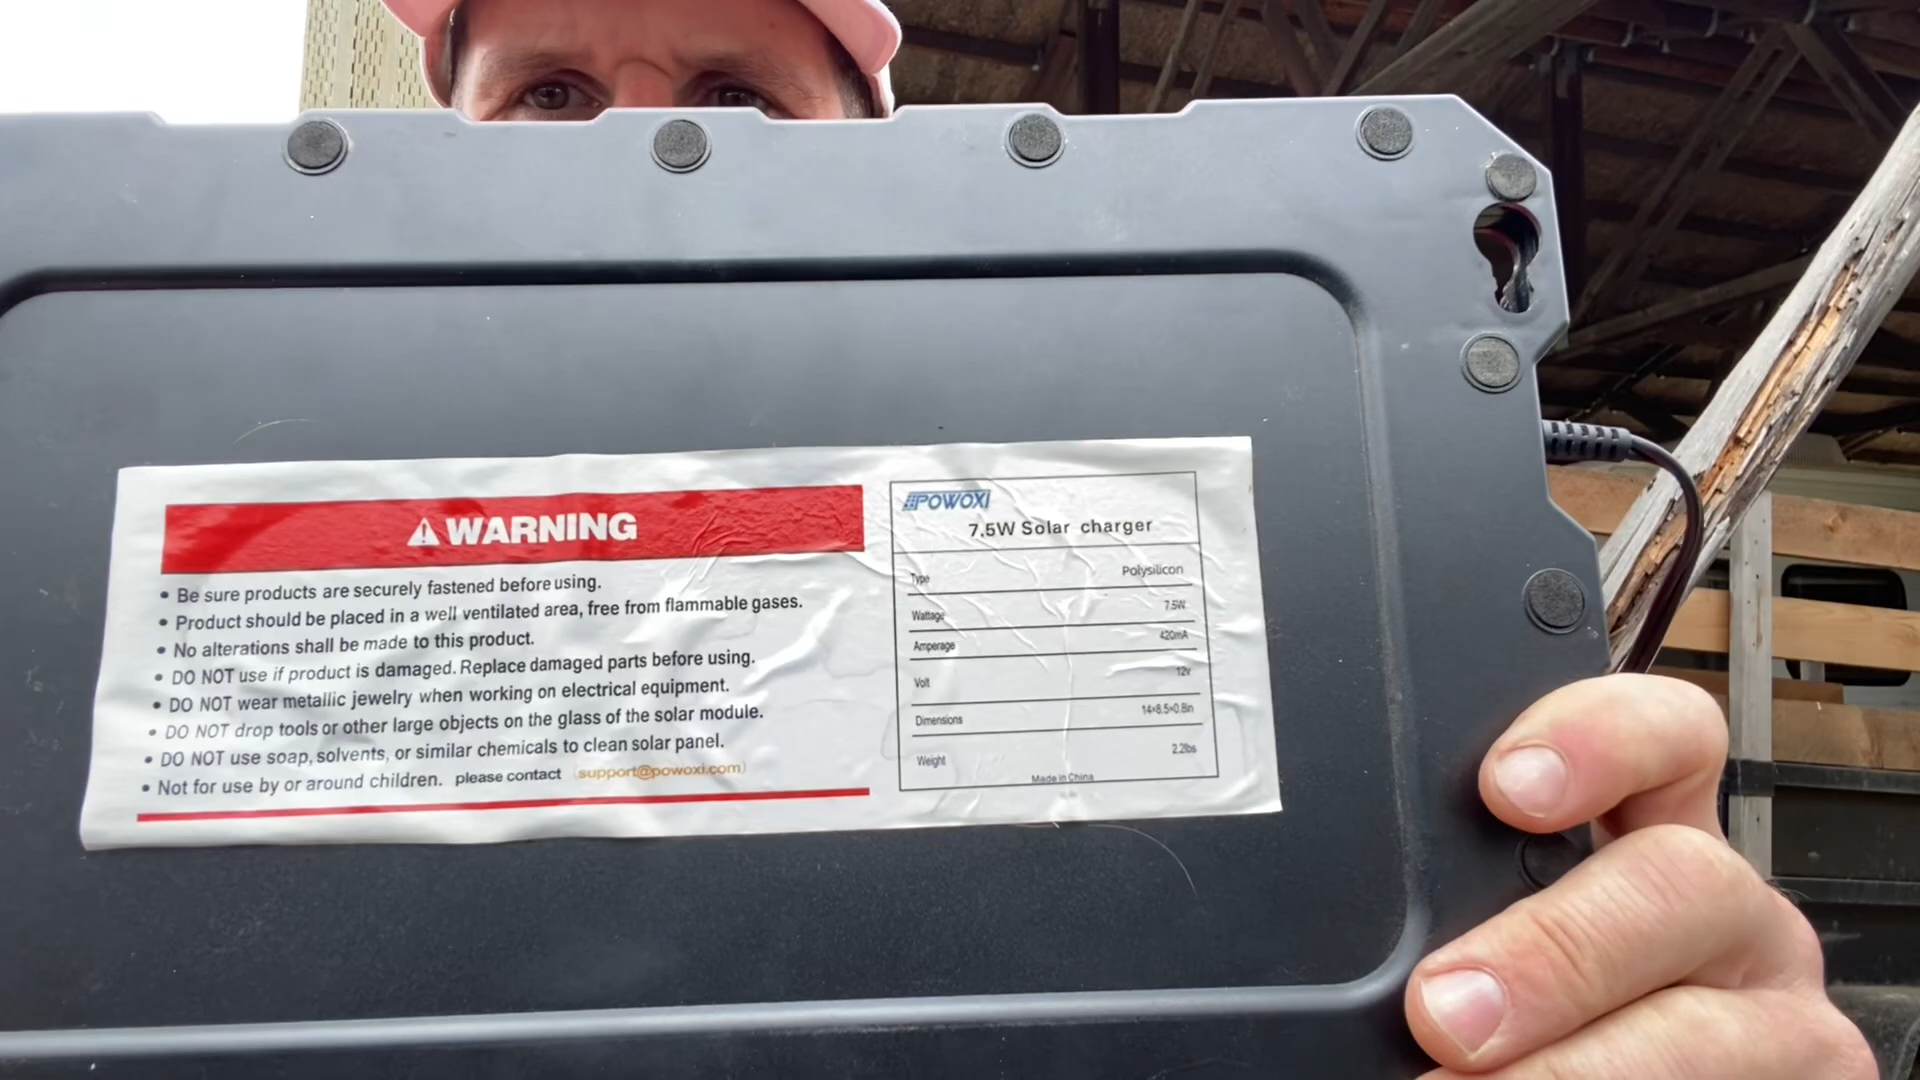 WARNING
• Be sure products are securely fastened before using.
• Product should be placed in a well ventilated area, free from flammable gases.
• No alterations shall be made to this product.
• DO NOT use if product is damaged. Replace damaged parts before using.
• DO NOT wear metallic jewelry when working on electrical equipment.
• DO NOT drop tools or other large objects on the glass of the solar module.
• DO NOT use soap, solvents, or similar chemicals to clean solar panel.
• Not for use by or around children. please contact (support@powoxi.com)
POWOXI
7.5W Solar charger
Type Polysilicon
Wattage 7.5W
Amperage 420mA
Volt 12v
Dimensions 14×8.5×0.8in
Weight 2.2lbs
Made in China